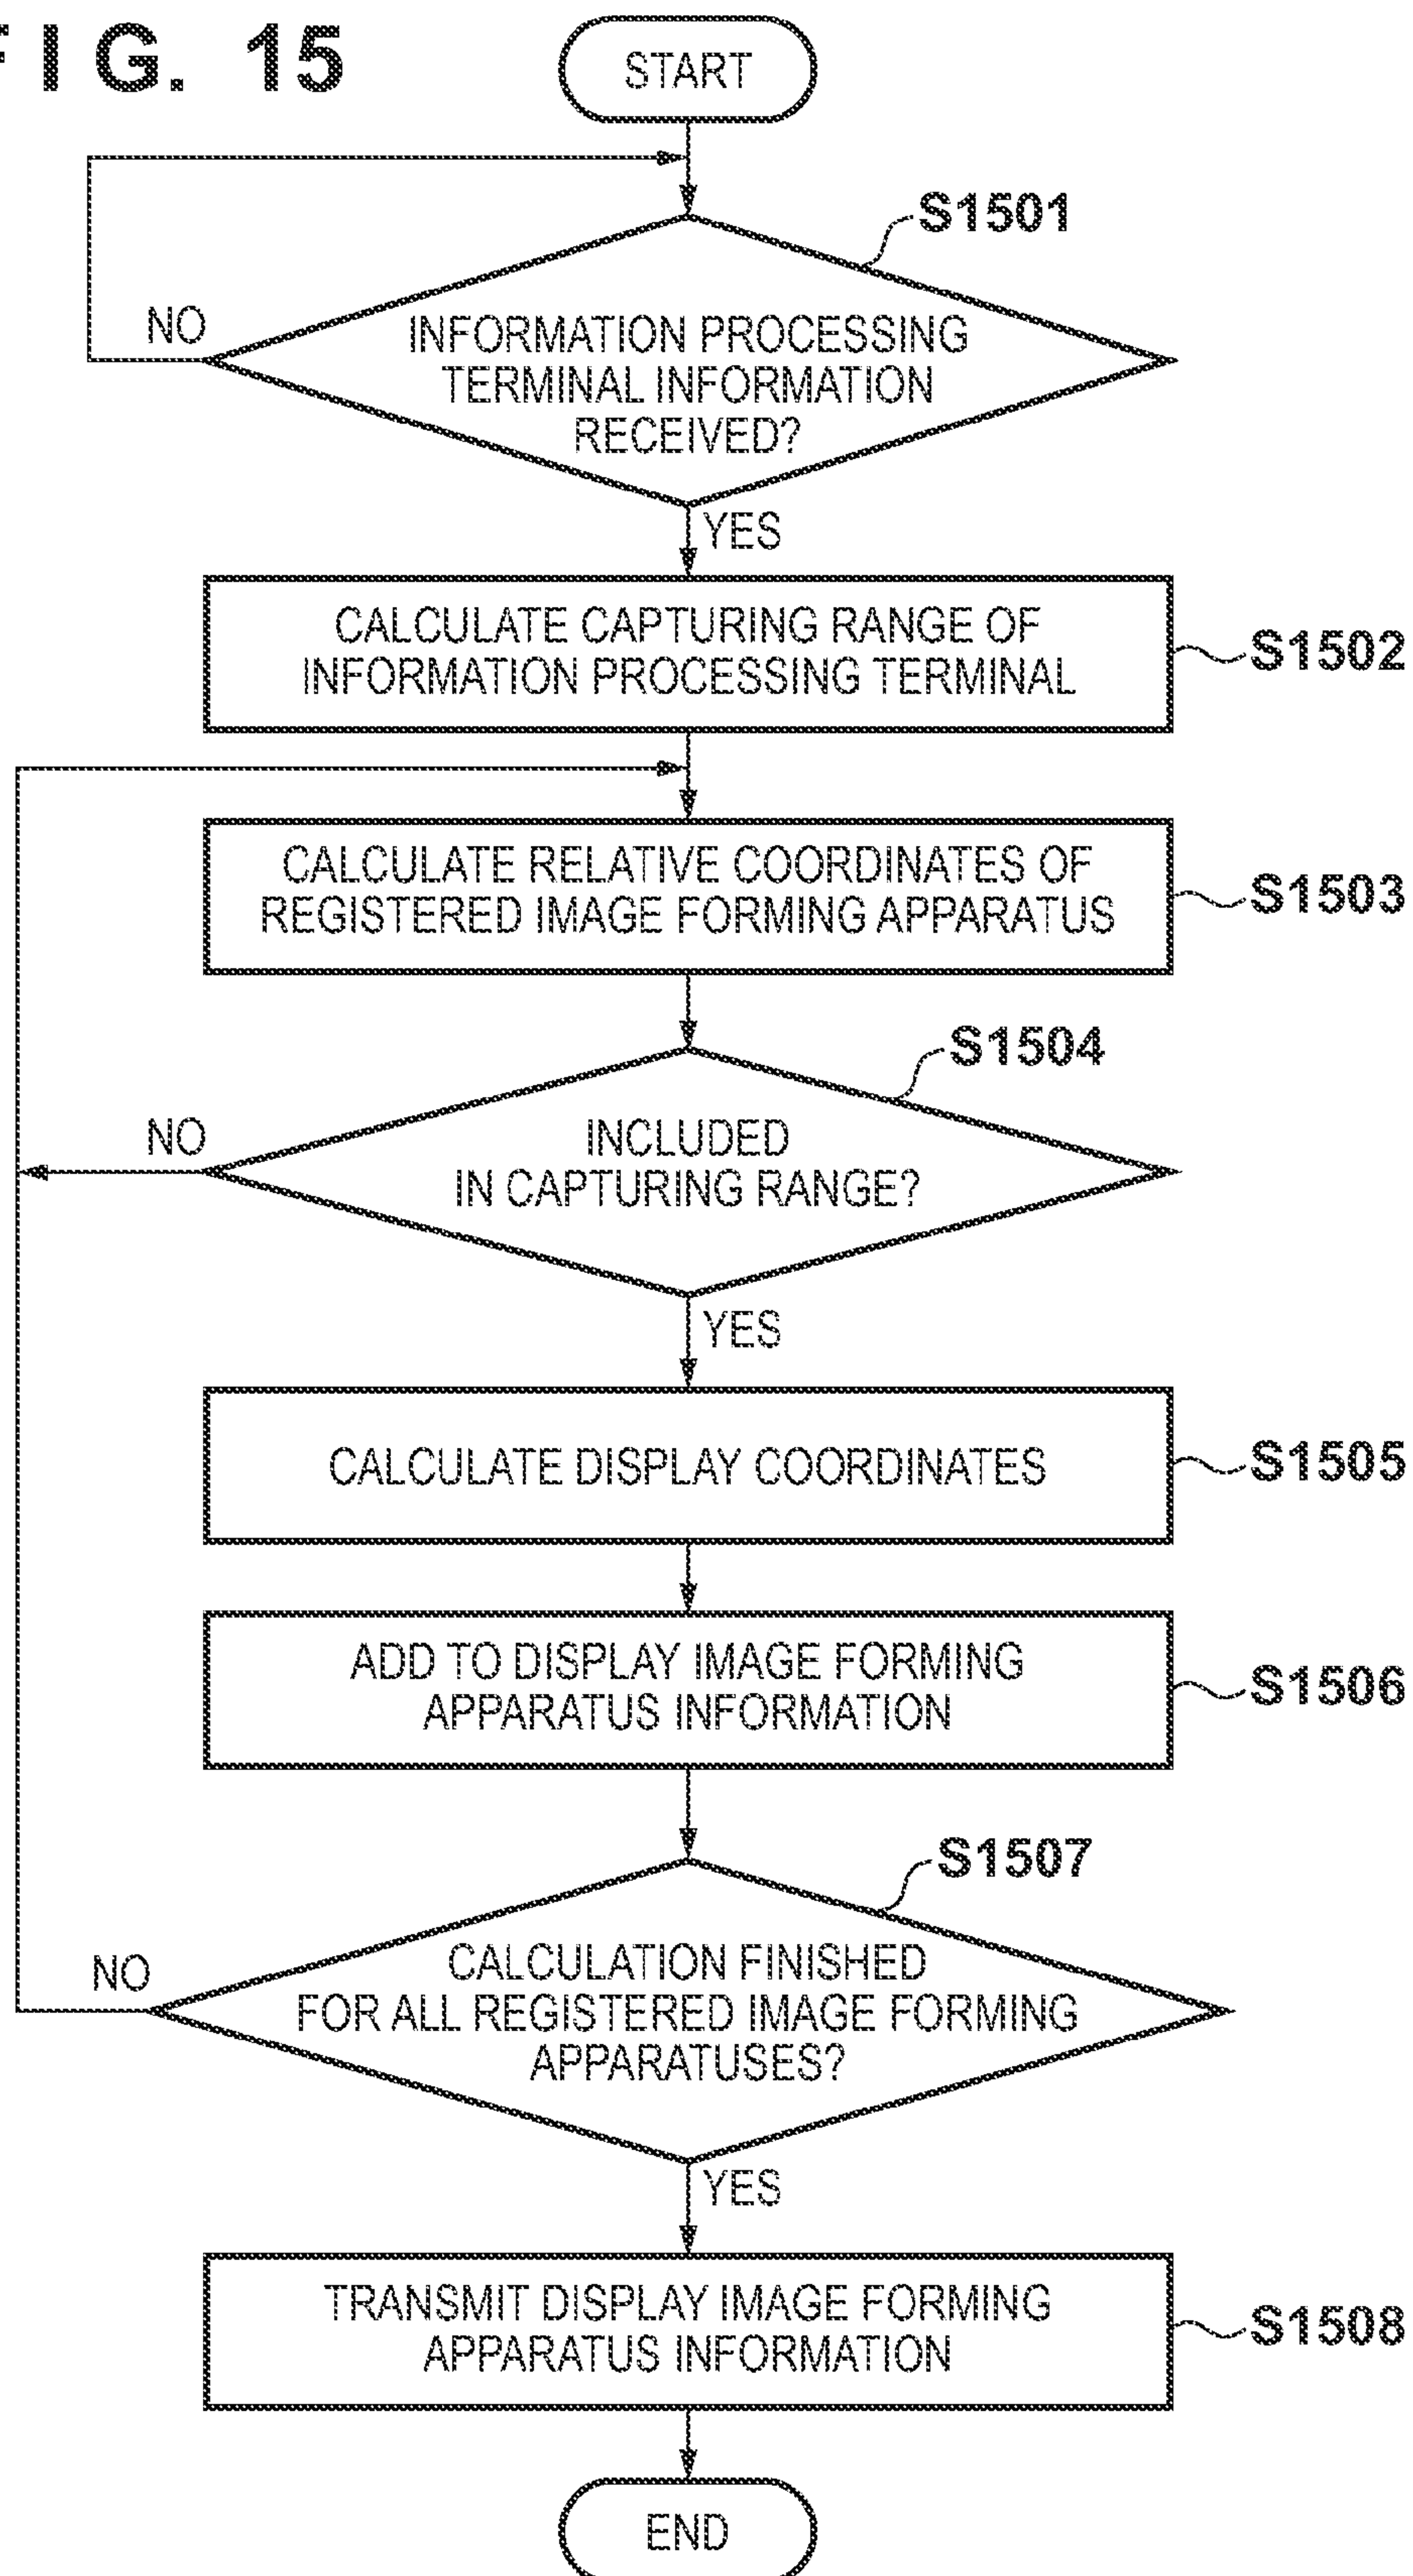 FIG. 15
START
S1501
NO
INFORMATION PROCESSING
TERMINAL INFORMATION
RECEIVED?
YES
CALCULATE CAPTURING RANGE OF
INFORMATION PROCESSING TERMINAL
S1502
CALCULATE RELATIVE COORDINATES OF
REGISTERED IMAGE FORMING APPARATUS
S1503
S1504
NO
INCLUDED
IN CAPTURING RANGE?
YES
CALCULATE DISPLAY COORDINATES
S1505
ADD TO DISPLAY IMAGE FORMING
APPARATUS INFORMATION
S1506
S1507
NO
CALCULATION FINISHED
FOR ALL REGISTERED IMAGE FORMING
APPARATUSES?
YES
TRANSMIT DISPLAY IMAGE FORMING
APPARATUS INFORMATION
S1508
END